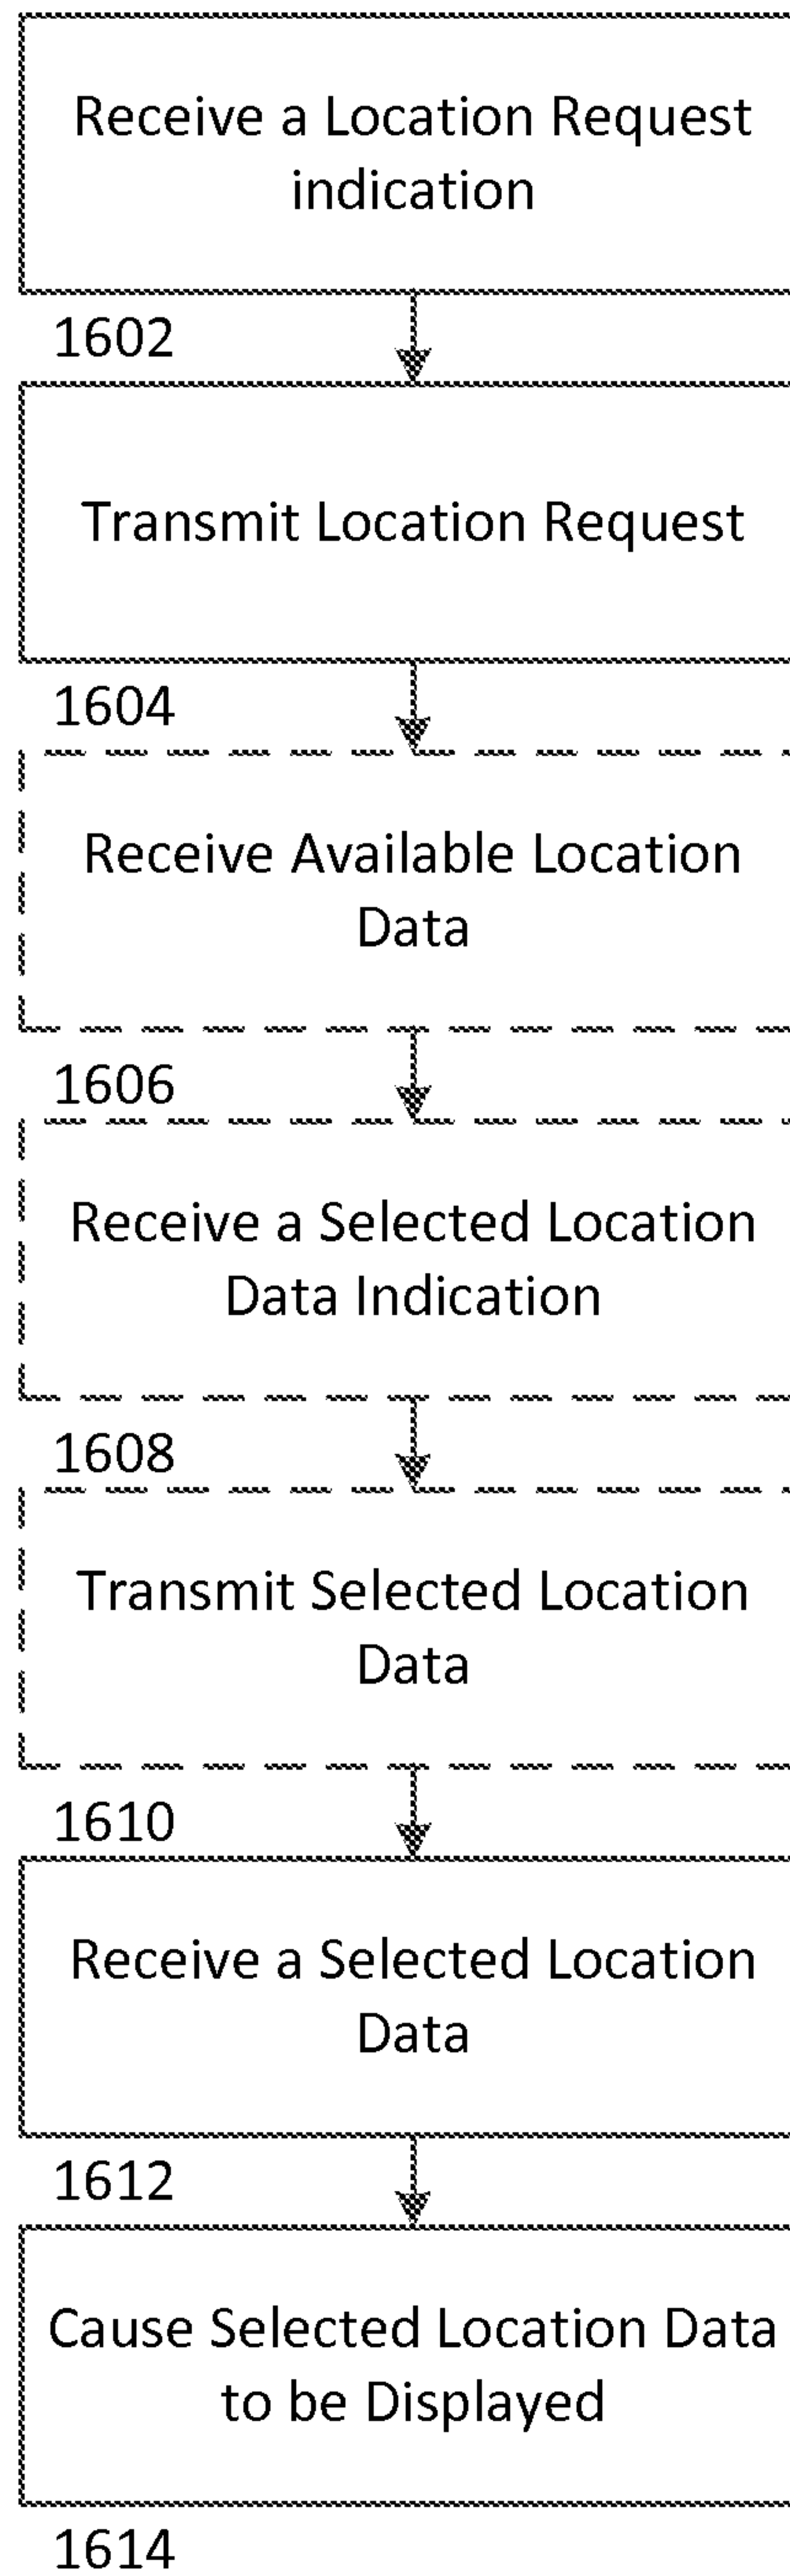 Receive a Location Request
indication
1602
Transmit Location Request
1604
Receive Available Location
Data
1606
Receive a Selected Location
Data Indication
1608
Transmit Selected Location
Data
1610
Receive a Selected Location
Data
1612
Cause Selected Location Data
to be Displayed
1614